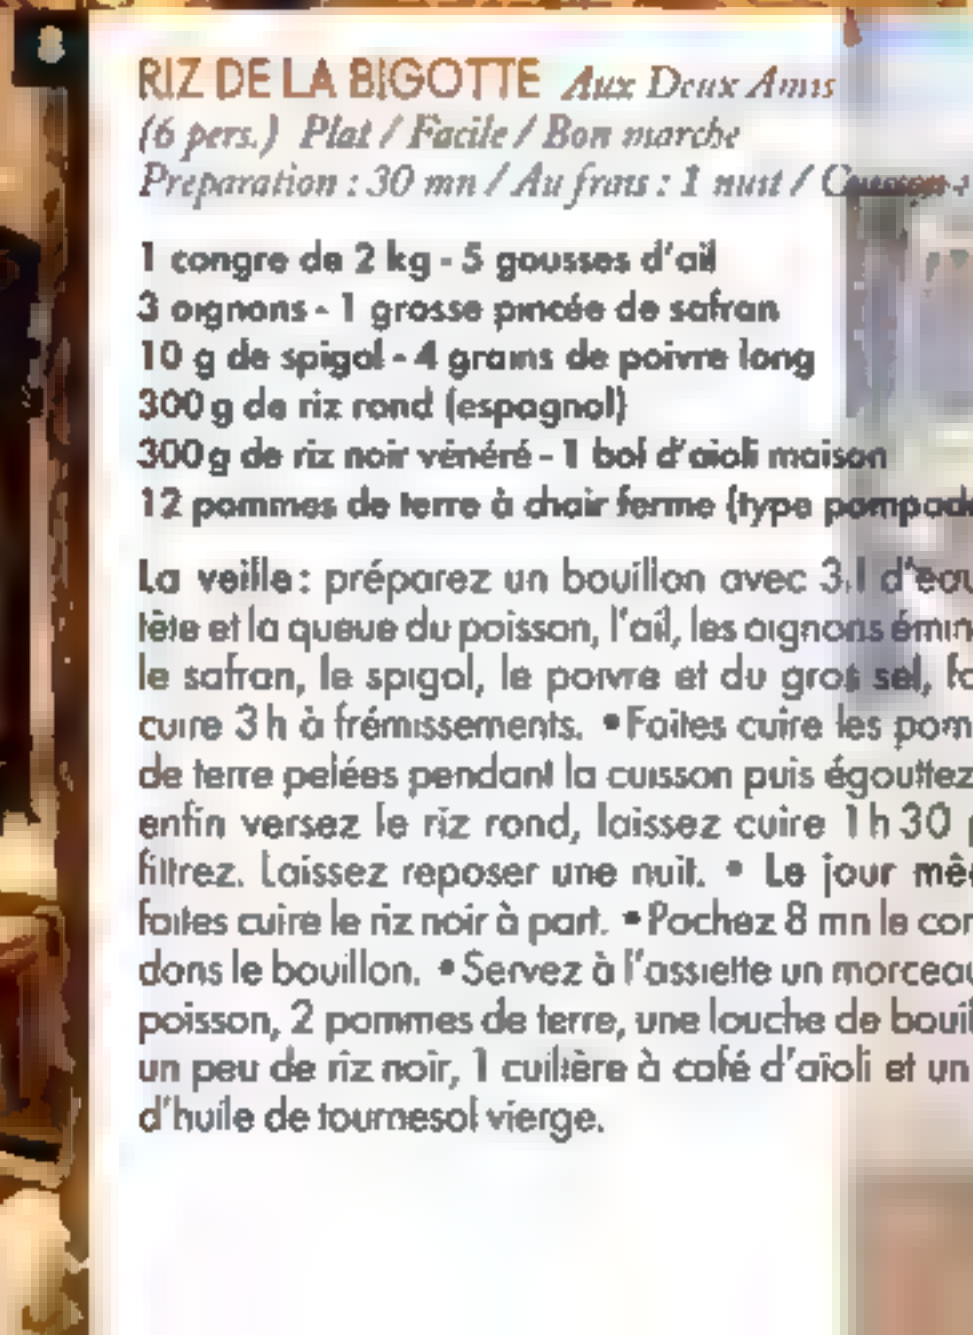 RIZ DE LA BIGOTTE Aux Deux Amis
(6 pers.) Plat / Facile / Bon marché
Préparation : 30 mn / Au frais : 1 nuit /
1 congre de 2 kg - 5 gousses d'ail
3 oignons - 1 grosse pincée de safran
10 g de spigol - 4 grains de poivre long
300 g de riz rond (espagnol)
300 g de riz noir vénéré - 1 bol d'aïoli maison
12 pommes de terre à chair ferme (type pompad
La veille : préparez un bouillon avec 3 l d'eau
tête et la queue du poisson, l'ail, les oignons émin
le safran, le spigol, le poivre et du gros sel, fa
cuire 3 h à frémissements. • Faites cuire les pom
de terre pelées pendant la cuisson puis égouttez
enfin versez le riz rond, laissez cuire 1 h 30 p
filtrez. Laissez reposer une nuit. • Le jour mê
faites cuire le riz noir à part. • Pochez 8 mn le con
dans le bouillon. • Servez à l'assiette un morceau
poisson, 2 pommes de terre, une louche de bouil
un peu de riz noir, 1 cuillère à café d'aïoli et un
d'huile de tournesol vierge.